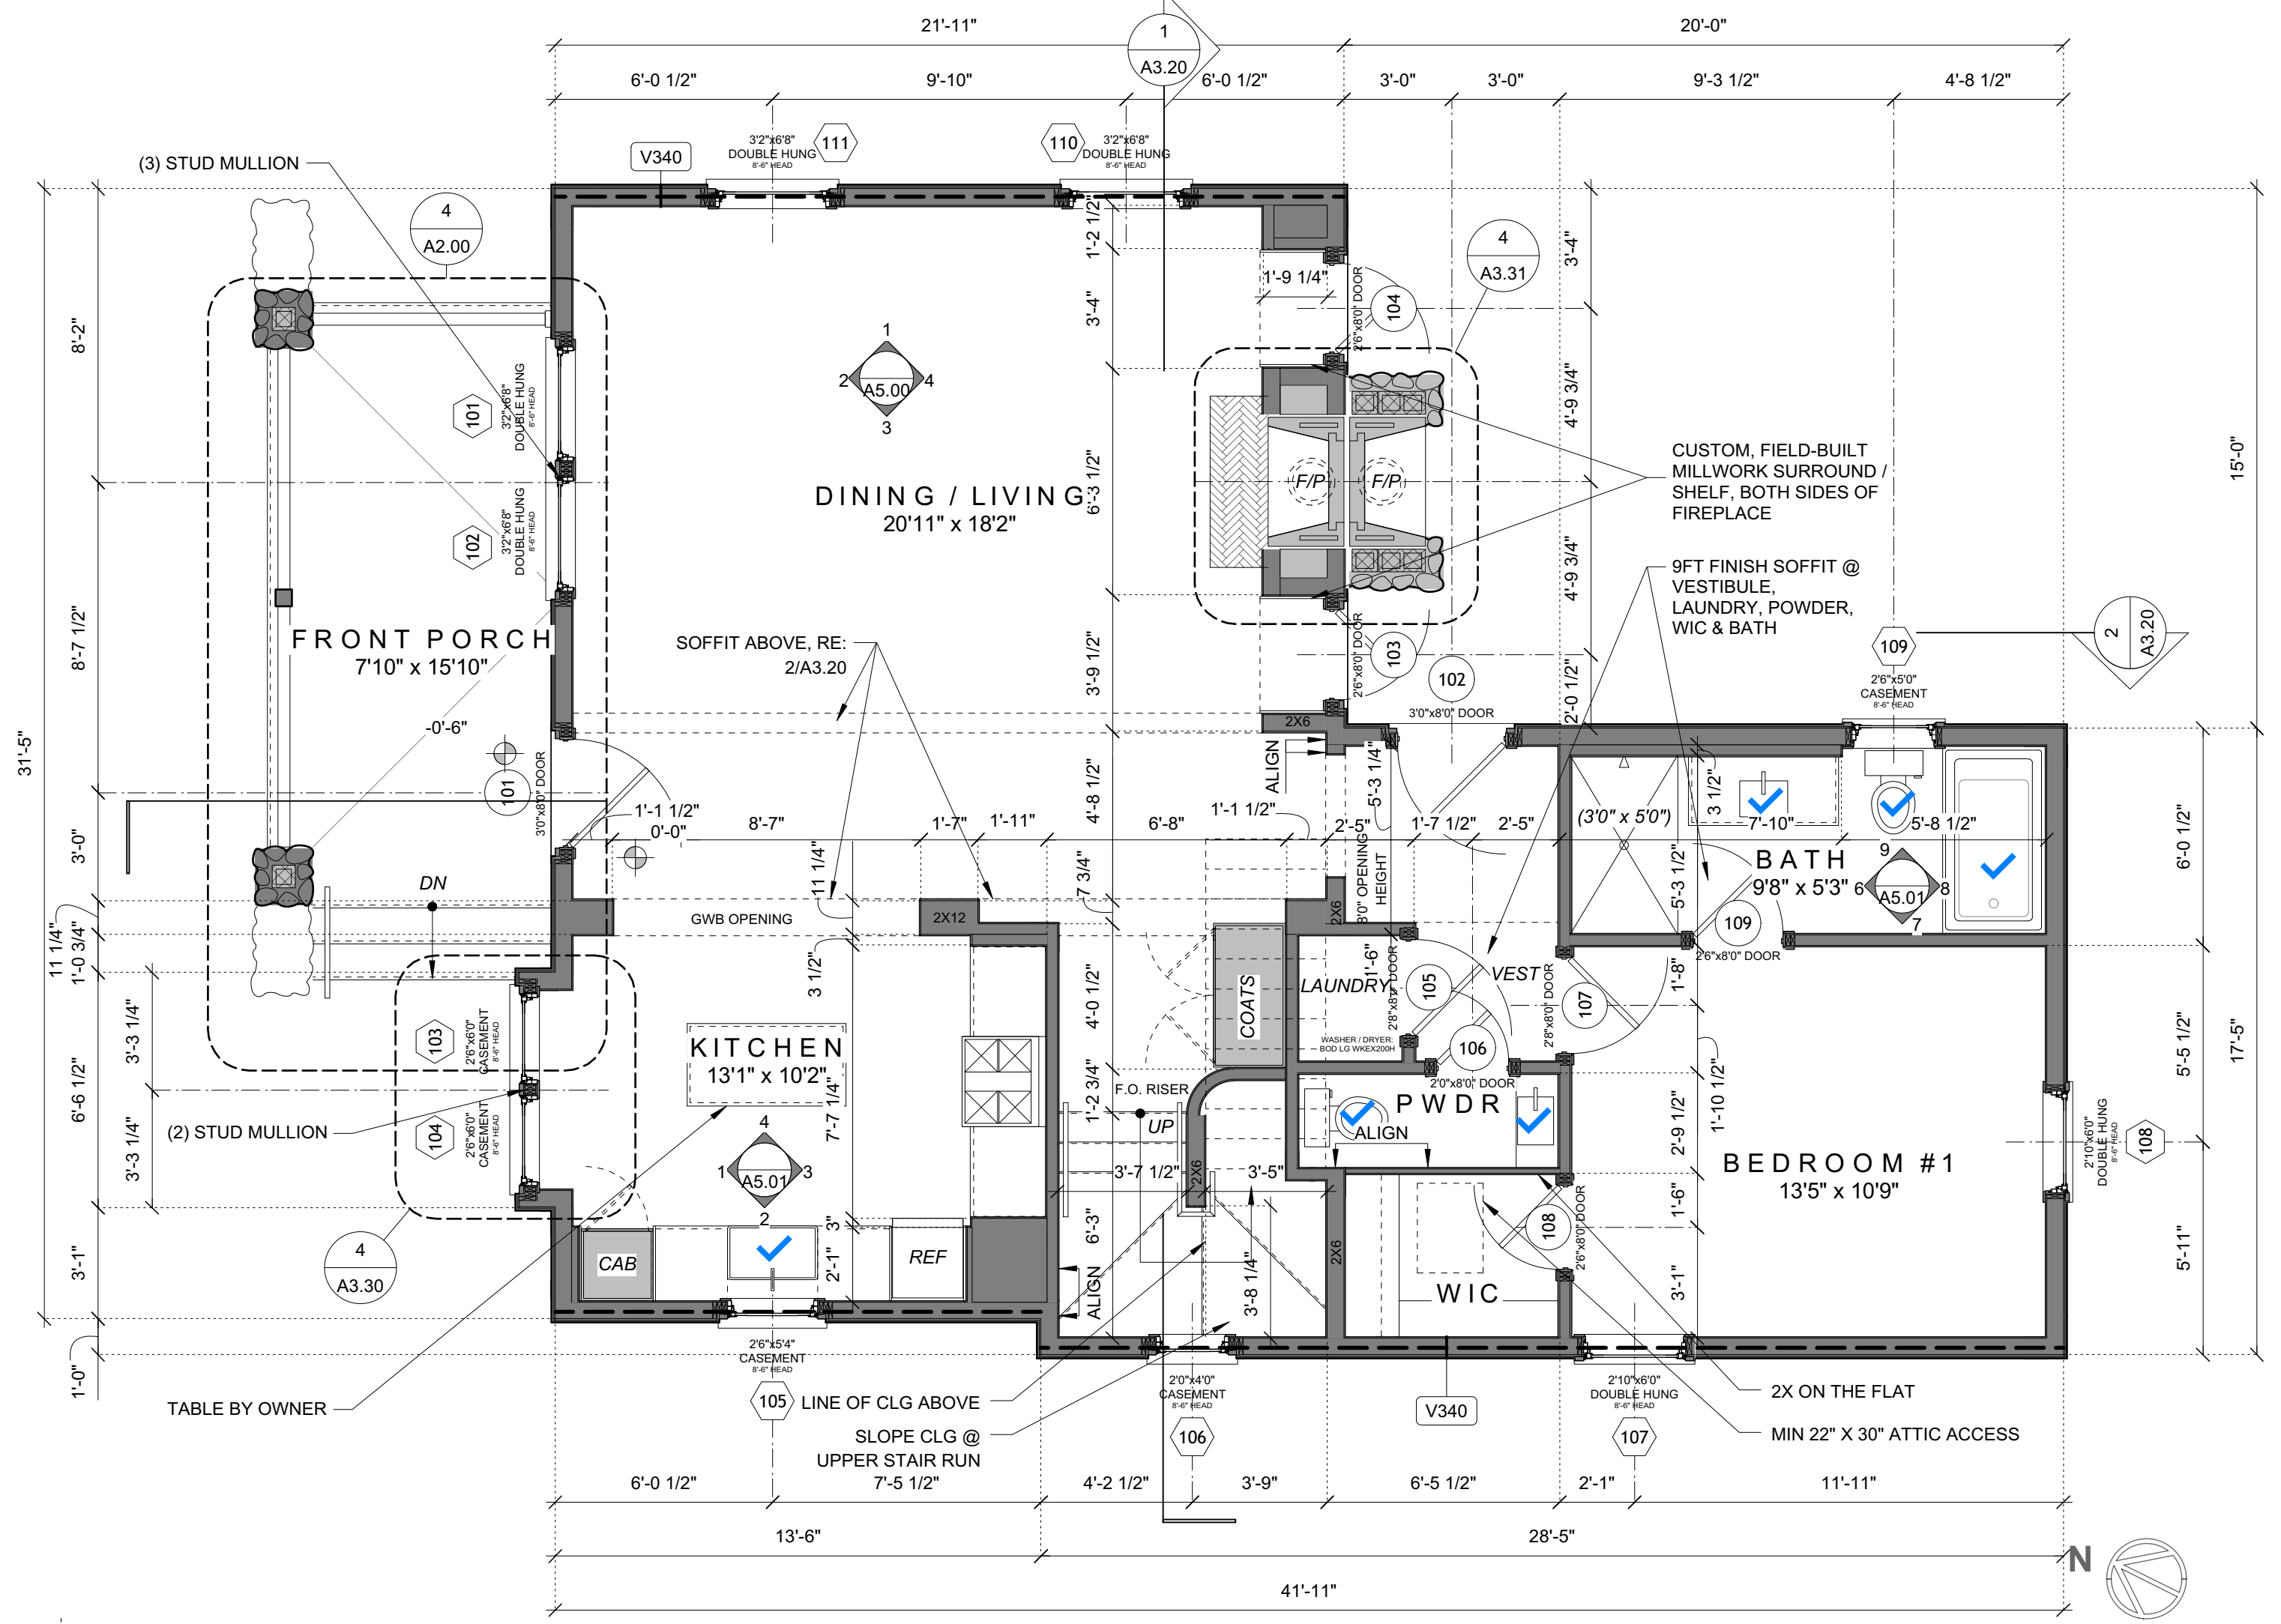 21'-11"
20'-0"
1
A3.20
6'-0 1/2"
9'-10"
6'-0 1/2"
3'-0"
3'-0"
9'-3 1/2"
4'-8 1/2"
(3) STUD MULLION
V340
3'2"x6'8"
DOUBLE HUNG
8'-6" HEAD
111
110
3'2"x6'8"
DOUBLE HUNG
8'-6" HEAD
4
A2.00
4
A3.31
1'-2 1/2"
3'-4"
1'-9 1/4"
2'6"x8'0" DOOR
104
3'-4"
8'-2"
1
2
A5.00
4
3
101
3'2"x6'8"
DOUBLE HUNG
8'-6" HEAD
102
3'2"x6'8"
DOUBLE HUNG
8'-6" HEAD
4'-9 3/4"
15'-0"
DINING / LIVING
20'11" x 18'2"
6'-3 1/2"
F/P
F/P
CUSTOM, FIELD-BUILT
MILLWORK SURROUND /
SHELF, BOTH SIDES OF
FIREPLACE
4'-9 3/4"
9FT FINISH SOFFIT @
VESTIBULE,
LAUNDRY, POWDER,
WIC & BATH
8'-7 1/2"
FRONT PORCH
7'10" x 15'10"
SOFFIT ABOVE, RE:
2/A3.20
3'-9 1/2"
2'6"x8'0" DOOR
103
102
3'0"x8'0" DOOR
2'-0 1/2"
109
2'6"x5'0"
CASEMENT
8'-6" HEAD
2
A3.20
31'-5"
-0'-6"
2X6
ALIGN
101
3'0"x8'0" DOOR
1'-1 1/2"
0'-0"
8'-7"
1'-7"
1'-11"
4'-8 1/2"
6'-8"
1'-1 1/2"
5'-3 1/4"
2'-5"
1'-7 1/2"
2'-5"
(3'0" x 5'0")
3 1/2"
7'-10"
5'-8 1/2"
3'-0"
6'-0 1/2"
11 1/4"
7 3/4"
8'0" OPENING
HEIGHT
5'-3 1/2"
BATH
9'8" x 5'3"
9
6
A5.01
8
7
DN
GWB OPENING
2X12
2X6
109
2'6"x8'0" DOOR
11 1/4"
1'-0 3/4"
3 1/2"
4'-0 1/2"
COATS
LAUNDRY
1'-6"
2'8"x8'0" DOOR
105
VEST
2'8"x8'0" DOOR
107
1'-8"
3'-3 1/4"
103
2'6"x6'0"
CASEMENT
8'-6" HEAD
KITCHEN
13'1" x 10'2"
WASHER / DRYER:
BOD LG WKEX200H
106
2'0"x8'0" DOOR
5'-5 1/2"
17'-5"
6'-6 1/2"
F.O. RISER
UP
1'-2 3/4"
PWDR
ALIGN
2'-9 1/2"
1'-10 1/2"
(2) STUD MULLION
104
2'6"x6'0"
CASEMENT
8'-6" HEAD
3'-3 1/4"
7'-7 1/4"
4
1
A5.01
3
2
3'-7 1/2"
2X6
3'-5"
BEDROOM #1
13'5" x 10'9"
2'10"x6'0"
DOUBLE HUNG
8'-6" HEAD
108
4
A3.30
3'-1"
CAB
REF
3"
2'-1"
6'-3"
ALIGN
3'-8 1/4"
2X6
WIC
108
2'6"x8'0" DOOR
1'-6"
3'-1"
5'-11"
1'-0"
TABLE BY OWNER
2'6"x5'4"
CASEMENT
8'-6" HEAD
105
LINE OF CLG ABOVE
SLOPE CLG @
UPPER STAIR RUN
2'0"x4'0"
CASEMENT
8'-6" HEAD
106
V340
2'10"x6'0"
DOUBLE HUNG
8'-6" HEAD
107
2X ON THE FLAT
MIN 22" X 30" ATTIC ACCESS
6'-0 1/2"
7'-5 1/2"
4'-2 1/2"
3'-9"
6'-5 1/2"
2'-1"
11'-11"
13'-6"
28'-5"
N
41'-11"